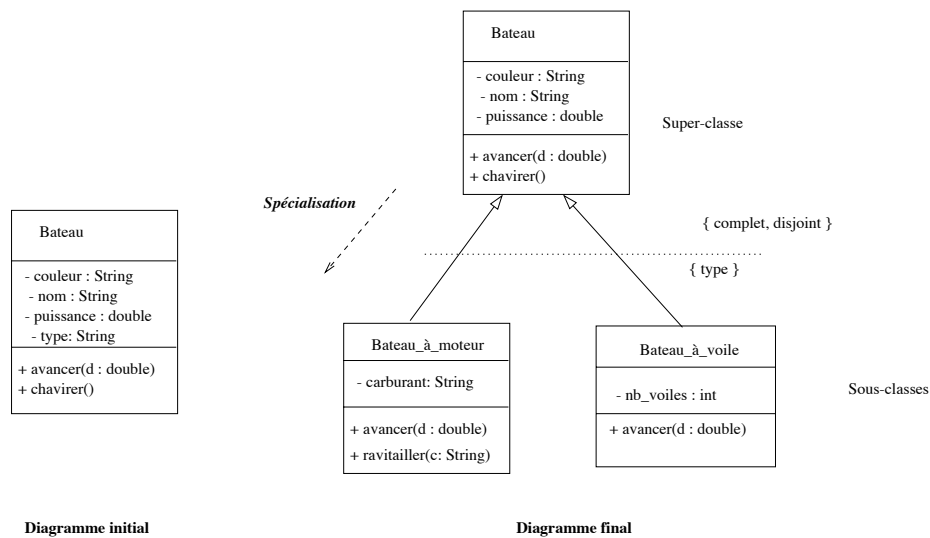 Bateau
- couleur : String
- nom : String
- puissance : double
- type: String
+ avancer(d : double)
+ chavirer()
Diagramme initial
Spécialisation
Bateau
- couleur : String
- nom : String
- puissance : double
+ avancer(d : double)
+ chavirer()
Super-classe
{ complet, disjoint }
{ type }
Bateau_à_moteur
- carburant: String
+ avancer(d : double)
+ ravitailler(c: String)
Bateau_à_voile
- nb_voiles : int
+ avancer(d : double)
Sous-classes
Diagramme final